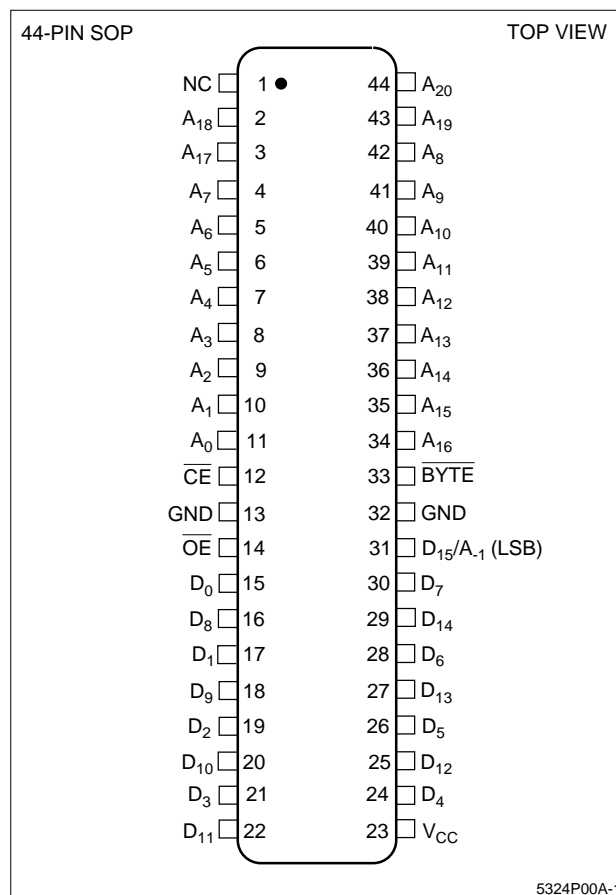 44-PIN SOP TOP VIEW
NC 1 44 A20
A18 2 43 A19
A17 3 42 A8
A7 4 41 A9
A6 5 40 A10
A5 6 39 A11
A4 7 38 A12
A3 8 37 A13
A2 9 36 A14
A1 10 35 A15
A0 11 34 A16
C̅E̅ 12 33 B̅Y̅T̅E̅
GND 13 32 GND
O̅E̅ 14 31 D15/A-1 (LSB)
D0 15 30 D7
D8 16 29 D14
D1 17 28 D6
D9 18 27 D13
D2 19 26 D5
D10 20 25 D12
D3 21 24 D4
D11 22 23 VCC